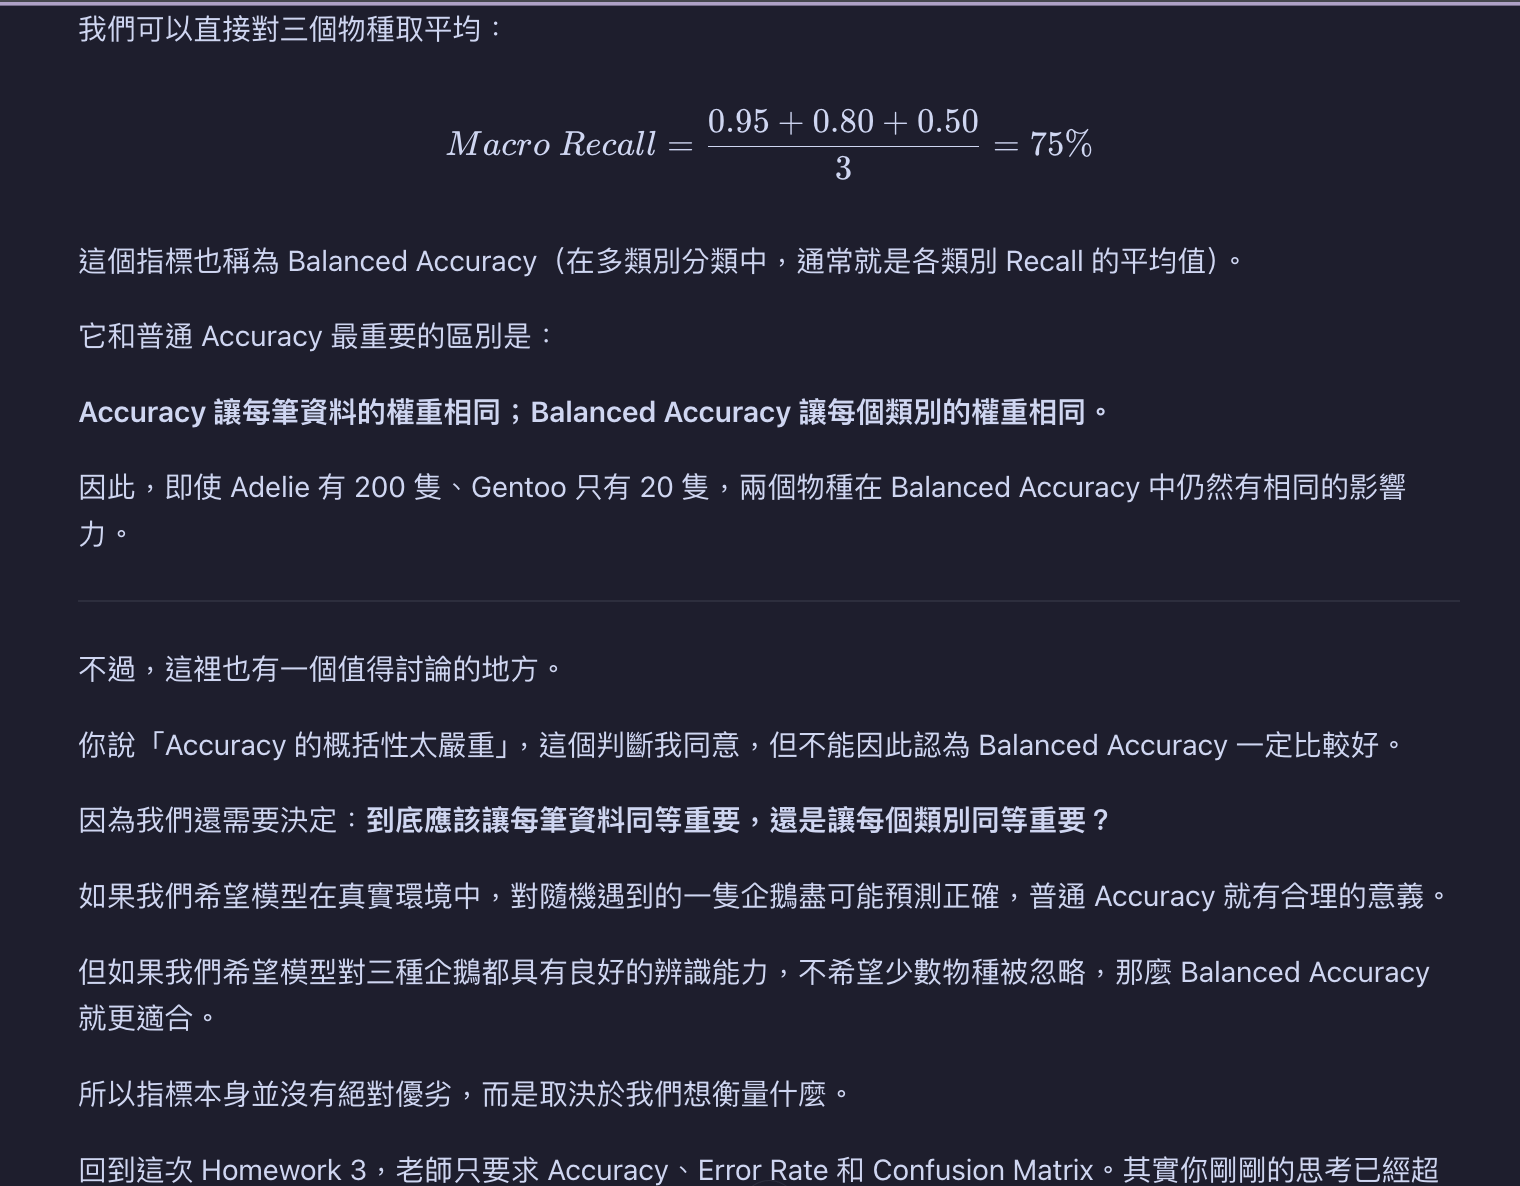 我們可以直接對三個物種取平均：
Macro Recall = \frac{0.95 + 0.80 + 0.50}{3} = 75%
這個指標也稱為 Balanced Accuracy（在多類別分類中，通常就是各類別 Recall 的平均值）。
它和普通 Accuracy 最重要的區別是：
Accuracy 讓每筆資料的權重相同；Balanced Accuracy 讓每個類別的權重相同。
因此，即使 Adelie 有 200 隻、Gentoo 只有 20 隻，兩個物種在 Balanced Accuracy 中仍然有相同的影響
力。
不過，這裡也有一個值得討論的地方。
你說「Accuracy 的概括性太嚴重」，這個判斷我同意，但不能因此認為 Balanced Accuracy 一定比較好。
因為我們還需要決定：到底應該讓每筆資料同等重要，還是讓每個類別同等重要？
如果我們希望模型在真實環境中，對隨機遇到的一隻企鵝盡可能預測正確，普通 Accuracy 就有合理的意義。
但如果我們希望模型對三種企鵝都具有良好的辨識能力，不希望少數物種被忽略，那麼 Balanced Accuracy
就更適合。
所以指標本身並沒有絕對優劣，而是取決於我們想衡量什麼。
回到這次 Homework 3，老師只要求 Accuracy、Error Rate 和 Confusion Matrix。其實你剛剛的思考已經超